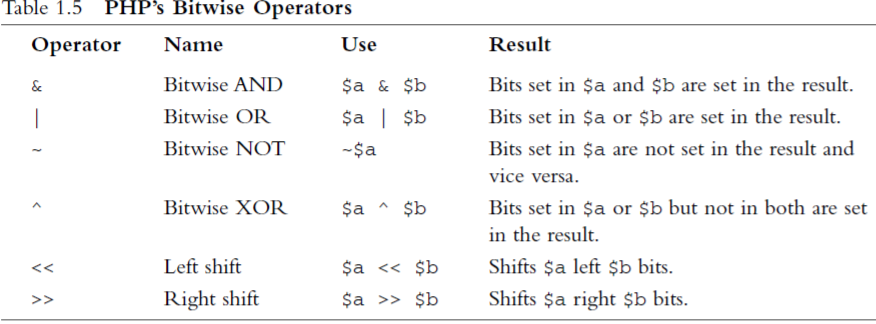 Table 1.5 PHP's Bitwise Operators
Operator Name Use Result
& Bitwise AND $a & $b Bits set in $a and $b are set in the result.
| Bitwise OR $a | $b Bits set in $a or $b are set in the result.
~ Bitwise NOT ~$a Bits set in $a are not set in the result and
vice versa.
^ Bitwise XOR $a ^ $b Bits set in $a or $b but not in both are set
in the result.
<< Left shift $a << $b Shifts $a left $b bits.
>> Right shift $a >> $b Shifts $a right $b bits.